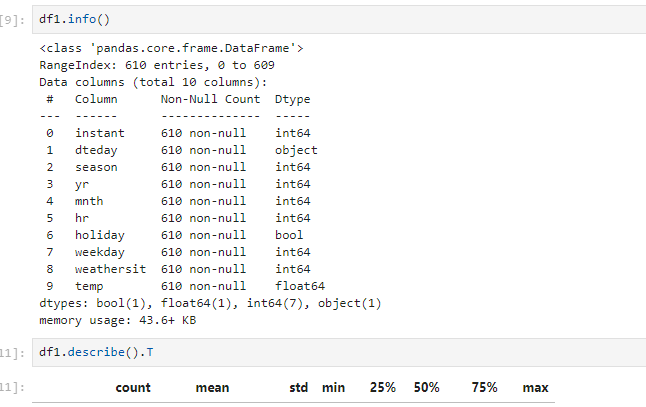 [9]: df1.info()
<class 'pandas.core.frame.DataFrame'>
RangeIndex: 610 entries, 0 to 609
Data columns (total 10 columns):
 #   Column      Non-Null Count  Dtype
---  ------      --------------  -----
 0   instant     610 non-null    int64
 1   dteday      610 non-null    object
 2   season      610 non-null    int64
 3   yr          610 non-null    int64
 4   mnth        610 non-null    int64
 5   hr          610 non-null    int64
 6   holiday     610 non-null    bool
 7   weekday     610 non-null    int64
 8   weathersit  610 non-null    int64
 9   temp        610 non-null    float64
dtypes: bool(1), float64(1), int64(7), object(1)
memory usage: 43.6+ KB
11]: df1.describe().T
11]: count mean std min 25% 50% 75% max